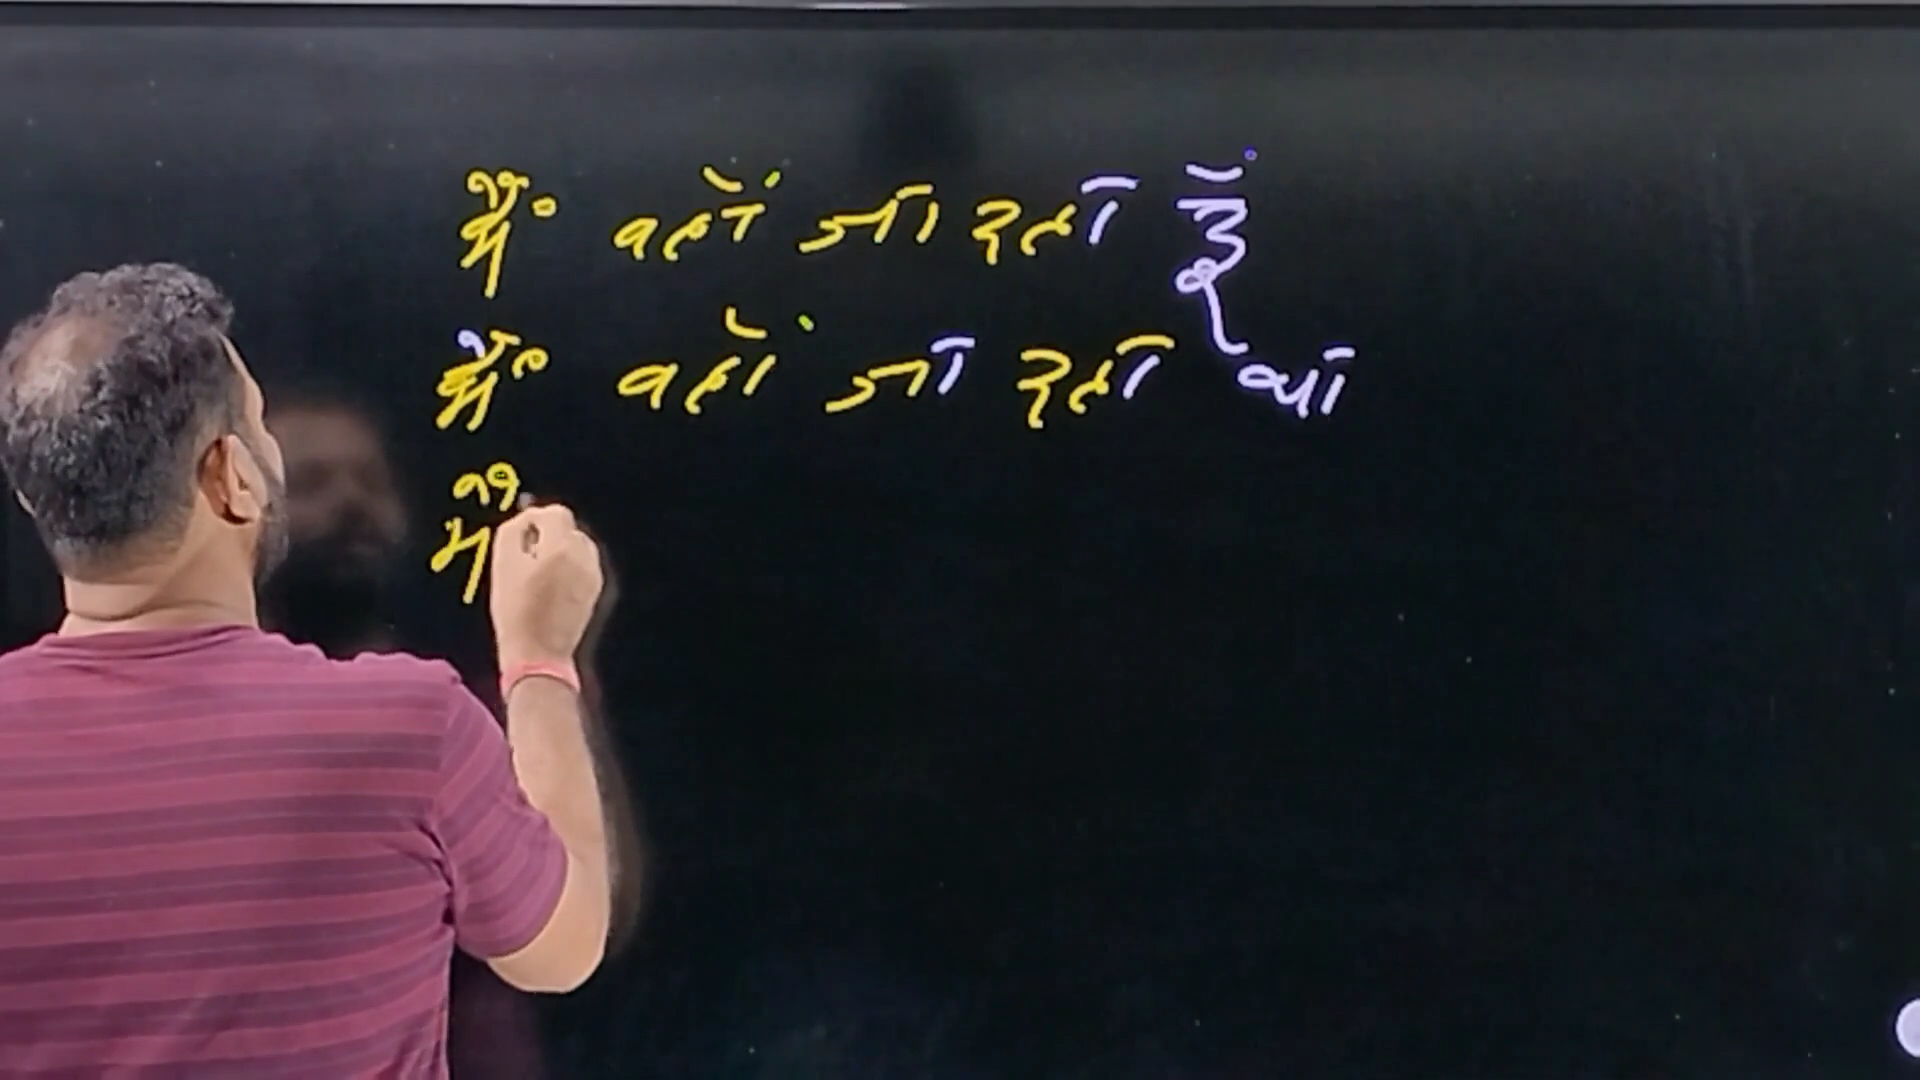 मैं वहाँ जा रहा हूँ
मैं वहाँ जा रहा था
मैं